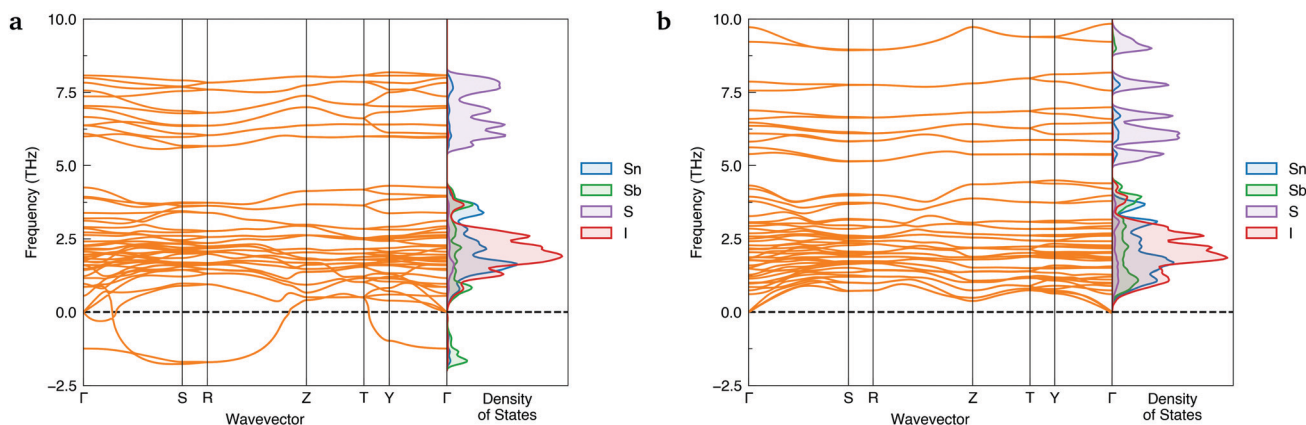 a
10.0
7.5
5.0
2.5
0.0
−2.5
Frequency (THz)
Γ S R Z T Y Γ
Wavevector
Density
of States
Sn
Sb
S
I
b
10.0
7.5
5.0
2.5
0.0
−2.5
Frequency (THz)
Γ S R Z T Y Γ
Wavevector
Density
of States
Sn
Sb
S
I